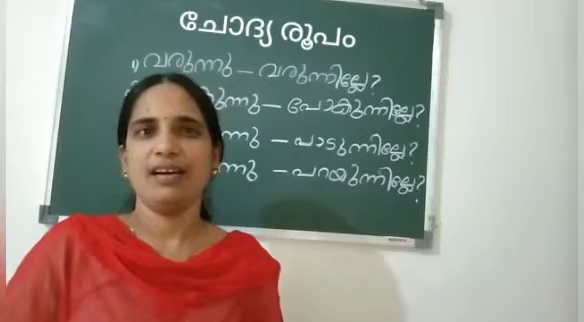 ചോദ്യ രൂപം
1) വരുന്നു — വരുന്നില്ലേ?
കുന്നു — പോകുന്നില്ലേ?
ന്നു — പാടുന്നില്ലേ?
ന്നു — പറയുന്നില്ലേ?